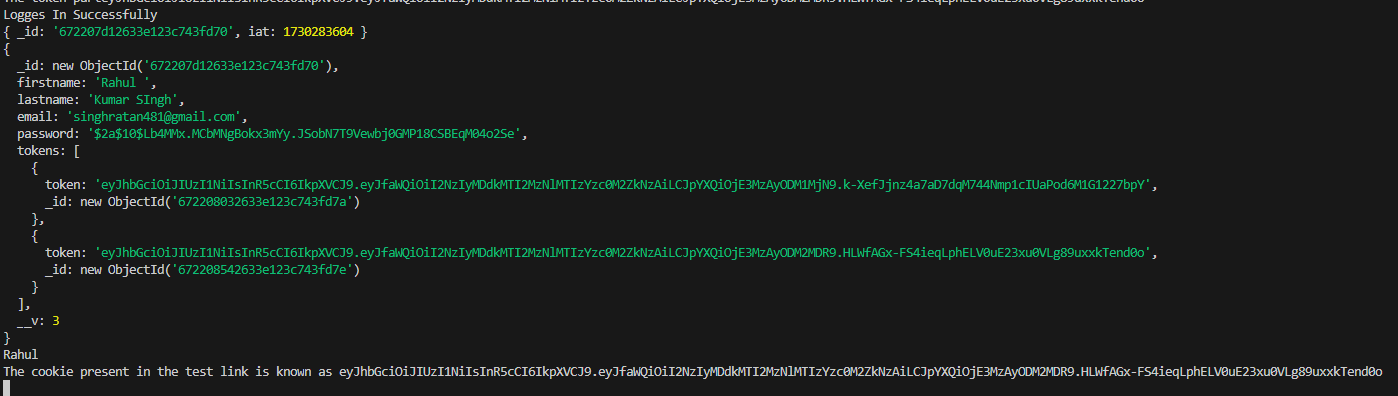 Logges In Successfully
{ _id: '672207d12633e123c743fd70', iat: 1730283604 }
{
  _id: new ObjectId('672207d12633e123c743fd70'),
  firstname: 'Rahul ',
  lastname: 'Kumar SIngh',
  email: 'singhratan481@gmail.com',
  password: '$2a$10$Lb4MMx.MCbMNgBokx3mYy.JSobN7T9Vewbj0GMP18CSBEqM04o2Se',
  tokens: [
    {
      token: 'eyJhbGciOiJIUzI1NiIsInR5cCI6IkpXVCJ9.eyJfaWQiOiI2NzIyMDdkMTI2MzNlMTIzYzc0M2ZkNzAiLCJpYXQiOjE3MzAyODM1MjN9.k-XefJjnz4a7aD7dqM744Nmp1cIUaPod6M1G1227bpY',
      _id: new ObjectId('672208032633e123c743fd7a')
    },
    {
      token: 'eyJhbGciOiJIUzI1NiIsInR5cCI6IkpXVCJ9.eyJfaWQiOiI2NzIyMDdkMTI2MzNlMTIzYzc0M2ZkNzAiLCJpYXQiOjE3MzAyODM2MDR9.HLWfAGx-FS4ieqLphELV0uE23xu0VLg89uxxkTend0o',
      _id: new ObjectId('672208542633e123c743fd7e')
    }
  ],
  __v: 3
}
Rahul
The cookie present in the test link is known as eyJhbGciOiJIUzI1NiIsInR5cCI6IkpXVCJ9.eyJfaWQiOiI2NzIyMDdkMTI2MzNlMTIzYzc0M2ZkNzAiLCJpYXQiOjE3MzAyODM2MDR9.HLWfAGx-FS4ieqLphELV0uE23xu0VLg89uxxkTend0o